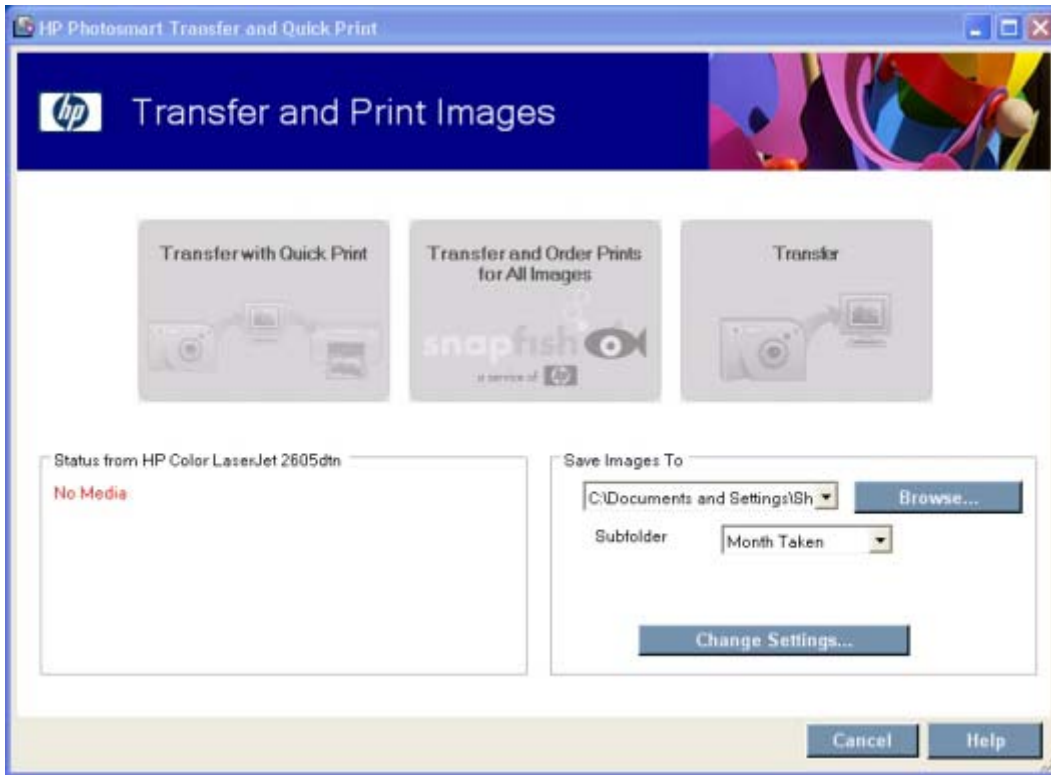 HP Photosmart Transfer and Quick Print
hp
Transfer and Print Images
Transfer with Quick Print
Transfer and Order Prints
for All Images
snapfish
a service of hp
Transfer
Status from HP Color LaserJet 2605dtn
No Media
Save Images To
C:\Documents and Settings\Sh
Browse...
Subfolder
Month Taken
Change Settings...
Cancel
Help